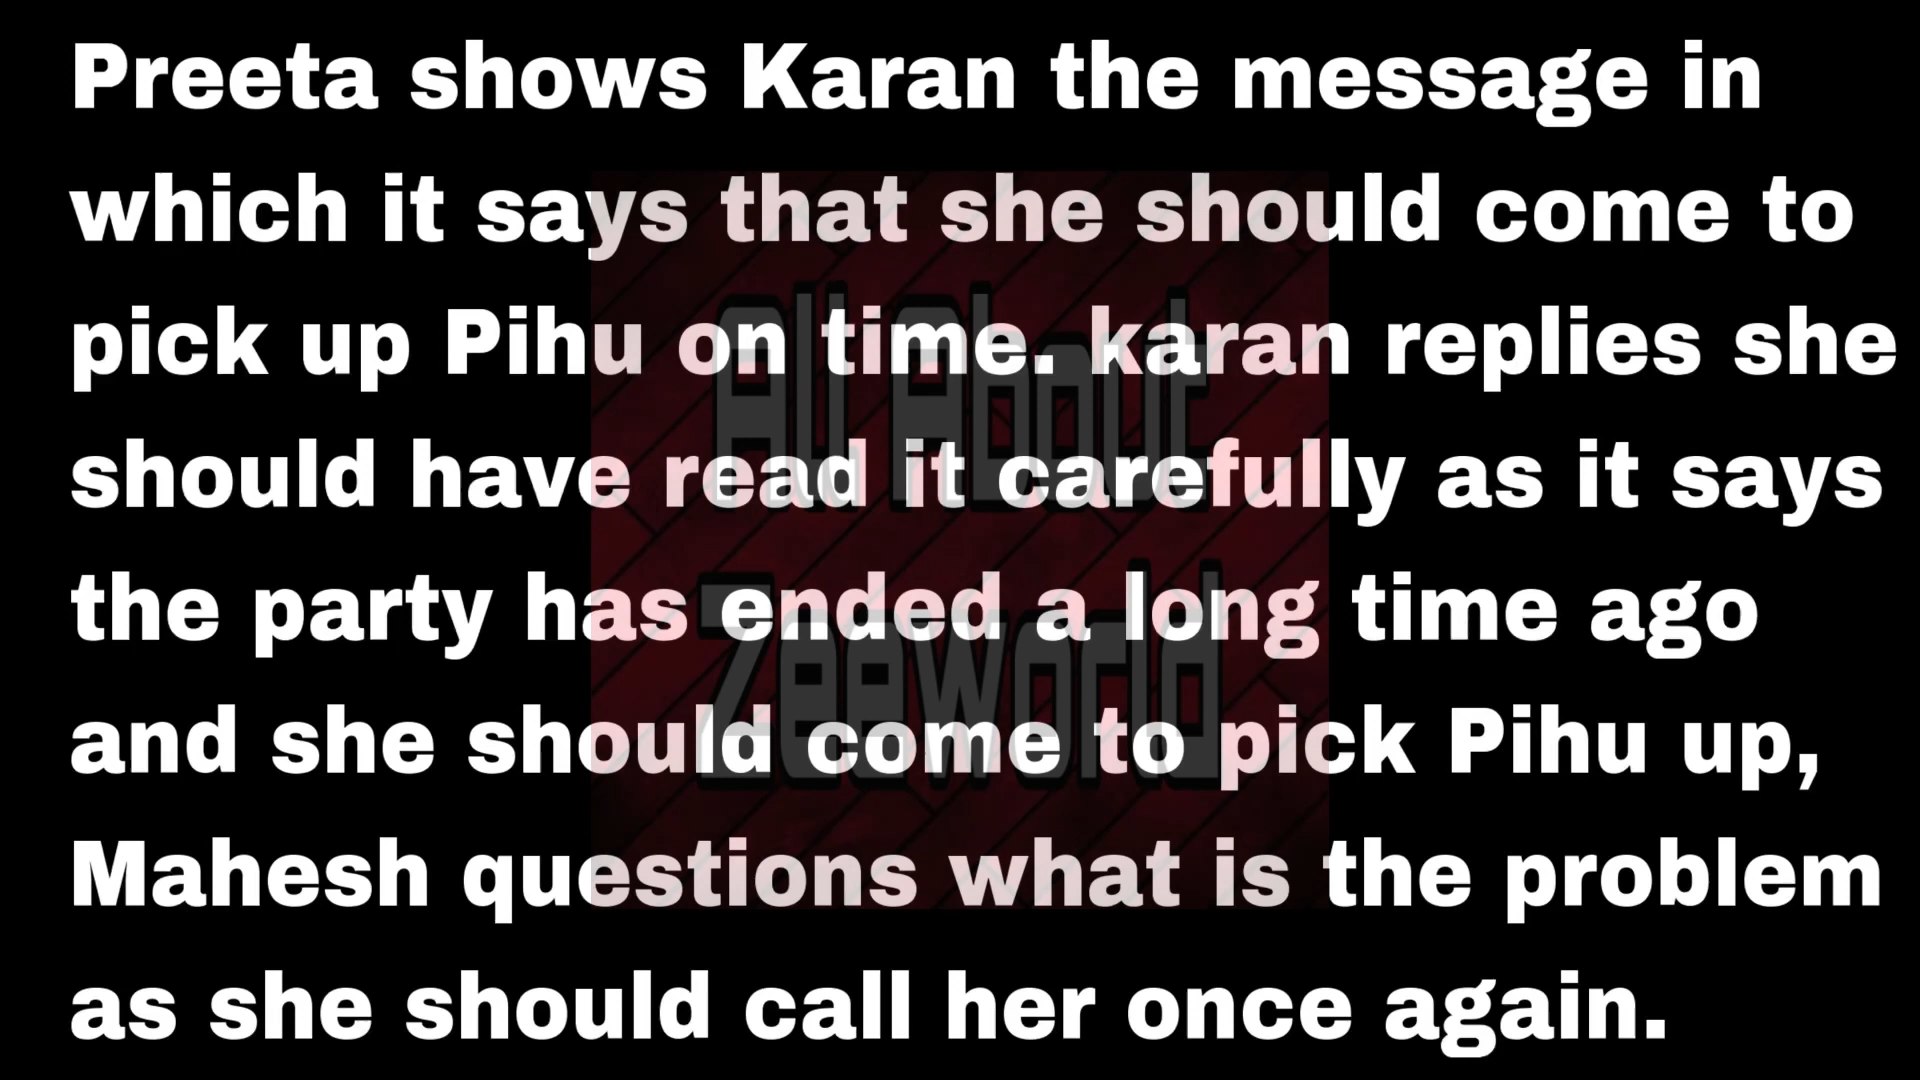 Preeta shows Karan the message in
which it says that she should come to
pick up Pihu on time. karan replies she
should have read it carefully as it says
the party has ended a long time ago
and she should come to pick Pihu up,
Mahesh questions what is the problem
as she should call her once again.
All About
Zeeworld